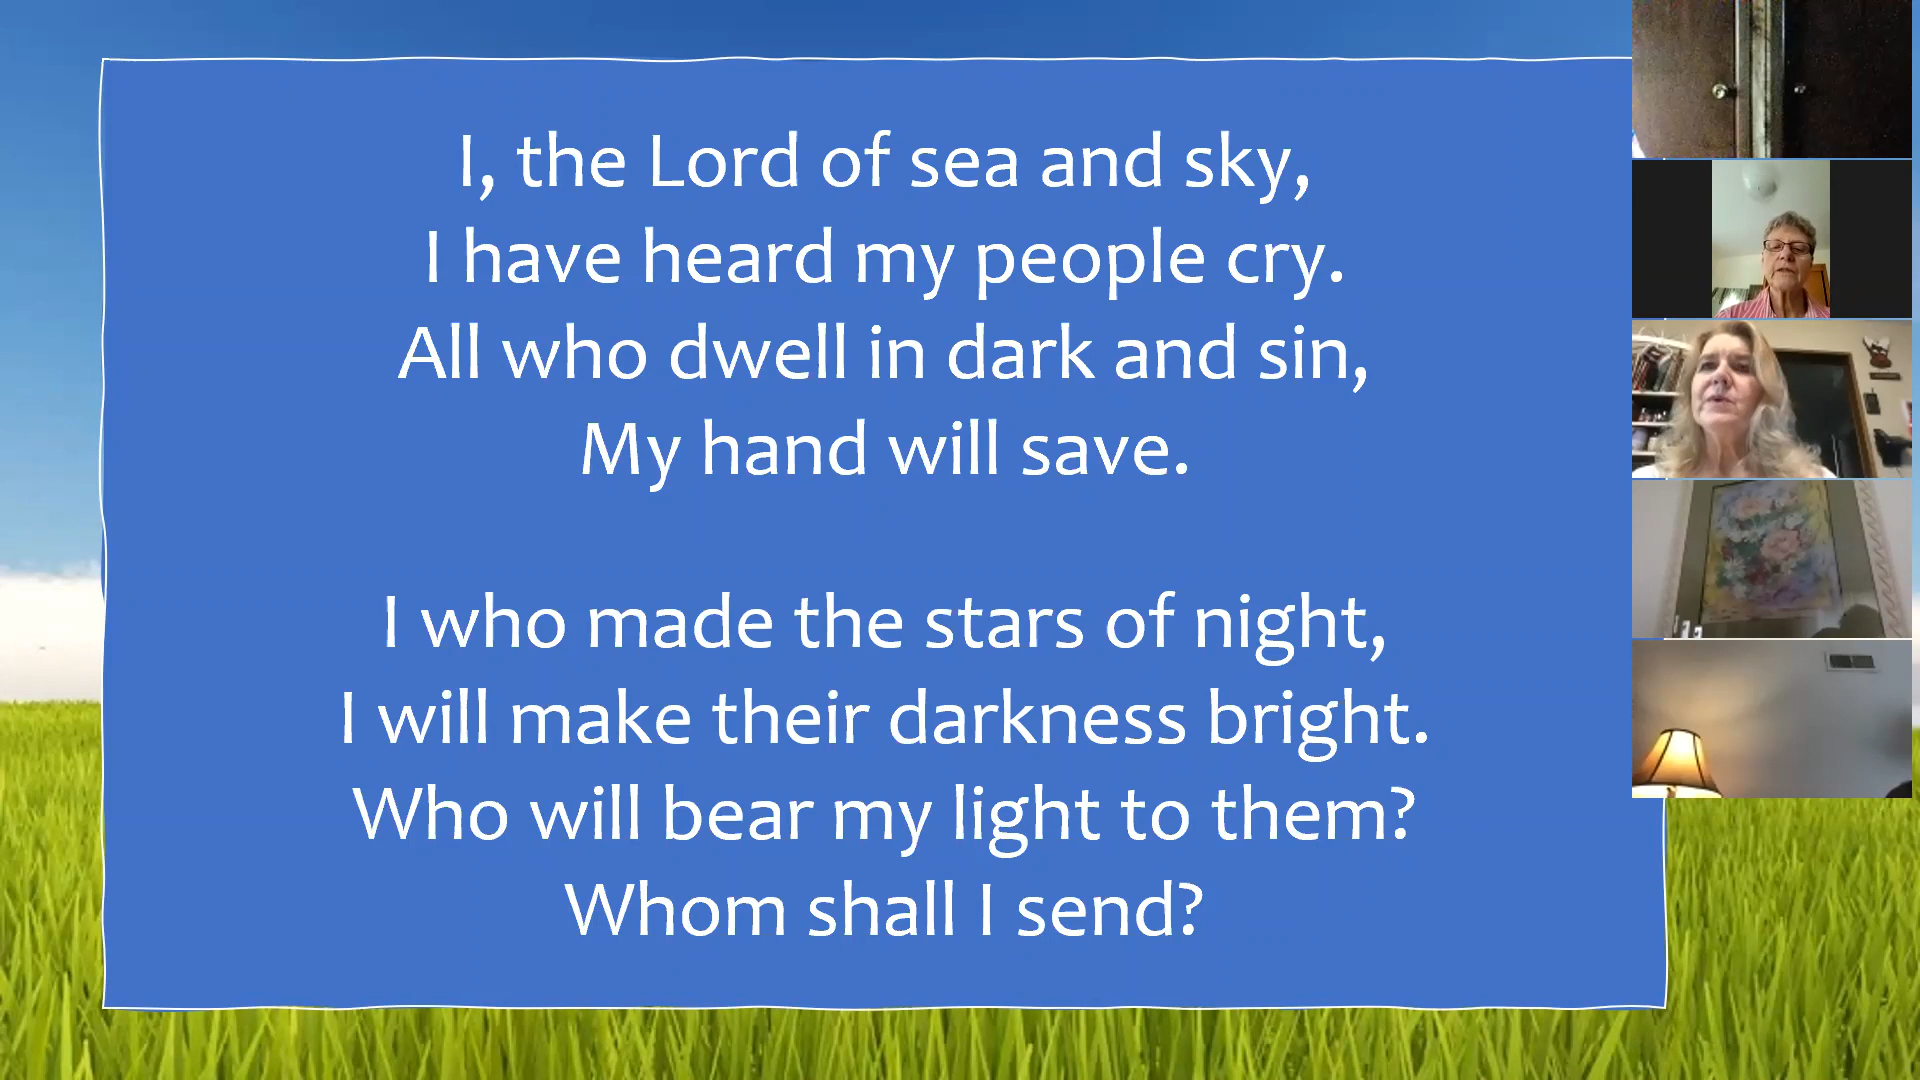 I, the Lord of sea and sky,
I have heard my people cry.
All who dwell in dark and sin,
My hand will save.
I who made the stars of night,
I will make their darkness bright.
Who will bear my light to them?
Whom shall I send?